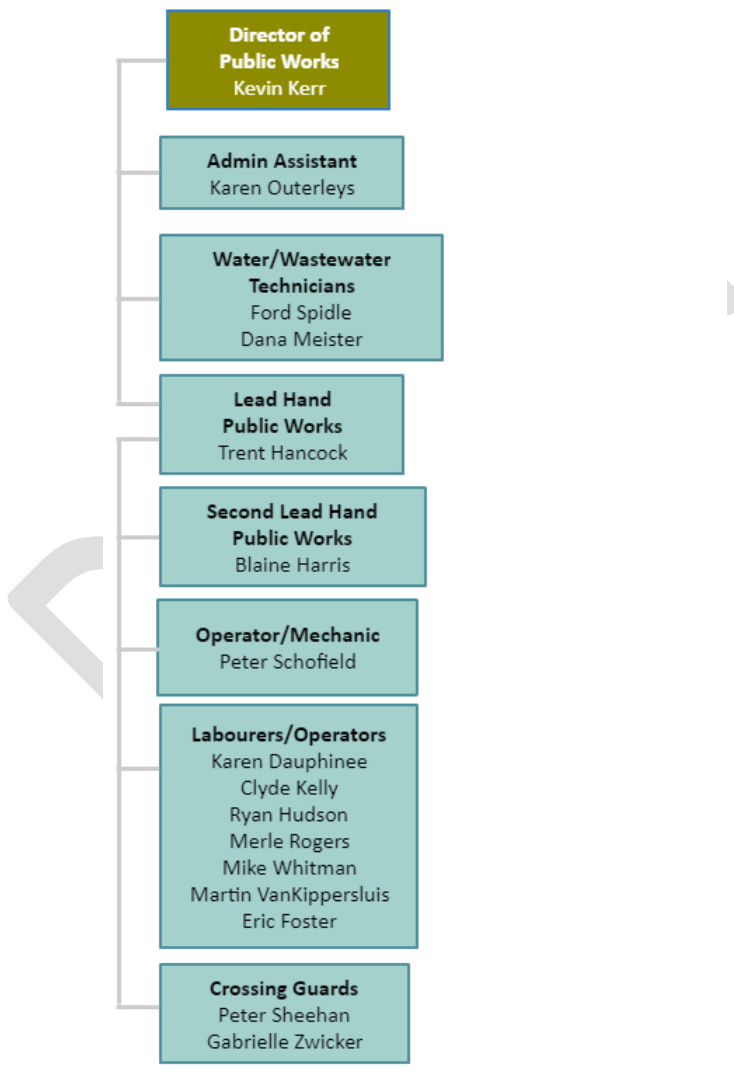 Director of
Public Works
Kevin Kerr
Admin Assistant
Karen Outerleys
Water/Wastewater
Technicians
Ford Spidle
Dana Meister
Lead Hand
Public Works
Trent Hancock
Second Lead Hand
Public Works
Blaine Harris
Operator/Mechanic
Peter Schofield
Labourers/Operators
Karen Dauphinee
Clyde Kelly
Ryan Hudson
Merle Rogers
Mike Whitman
Martin VanKippersluis
Eric Foster
Crossing Guards
Peter Sheehan
Gabrielle Zwicker